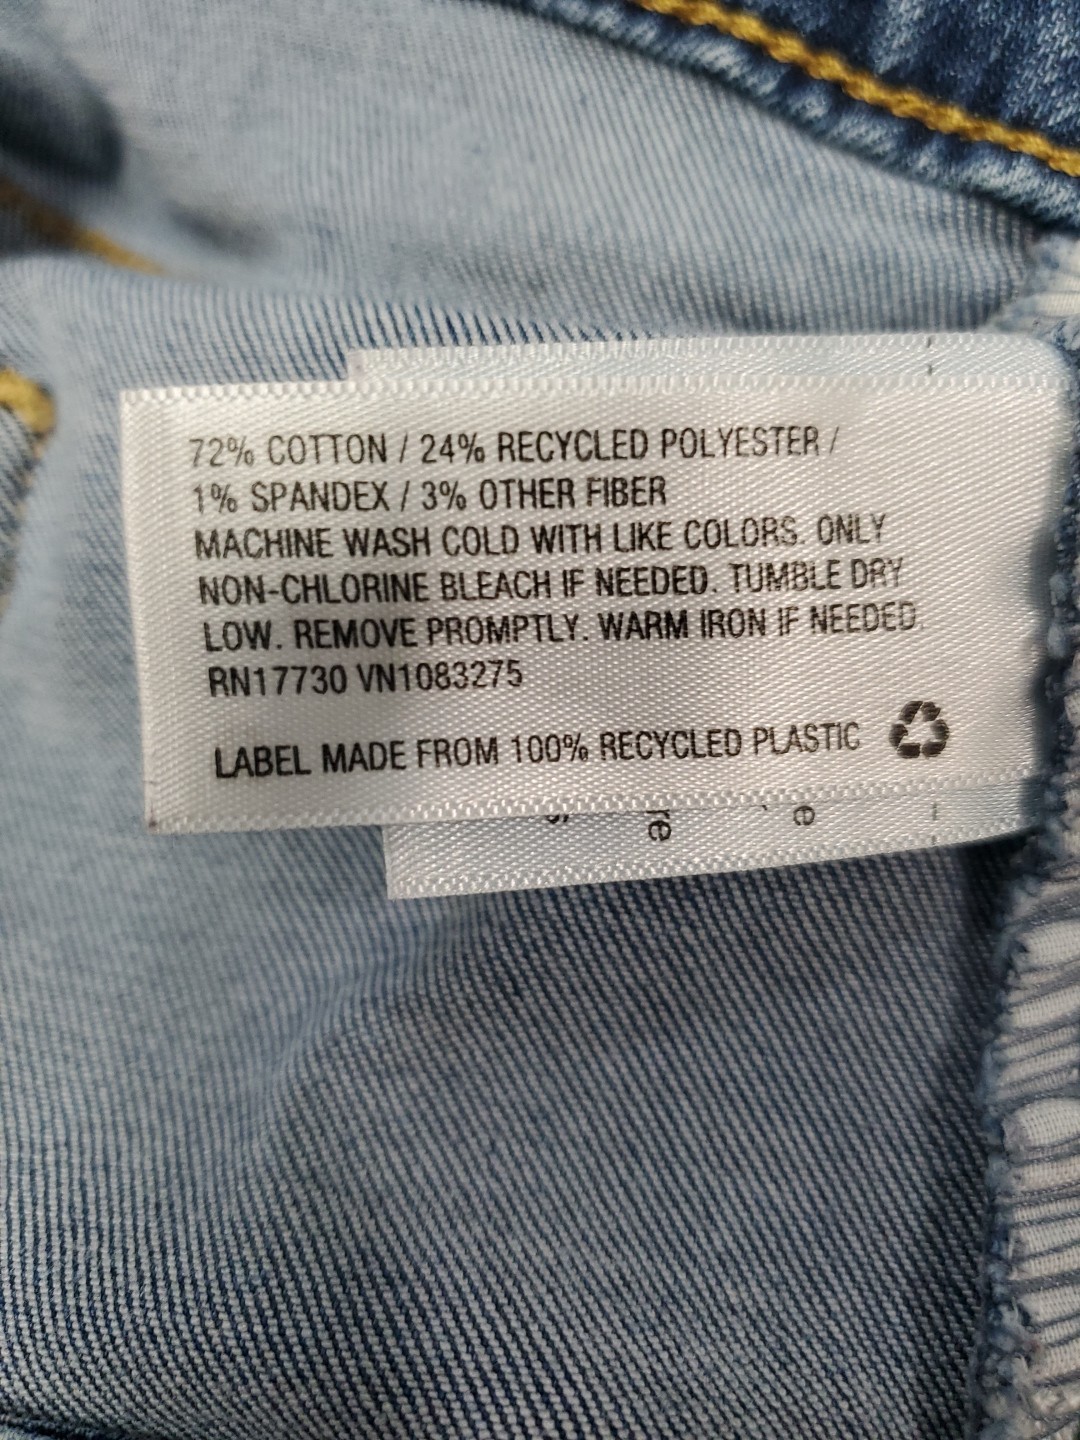 72% COTTON / 24% RECYCLED POLYESTER /
1% SPANDEX / 3% OTHER FIBER
MACHINE WASH COLD WITH LIKE COLORS. ONLY
NON-CHLORINE BLEACH IF NEEDED. TUMBLE DRY
LOW. REMOVE PROMPTLY. WARM IRON IF NEEDED.
RN17730 VN1083275
LABEL MADE FROM 100% RECYCLED PLASTIC
re
e